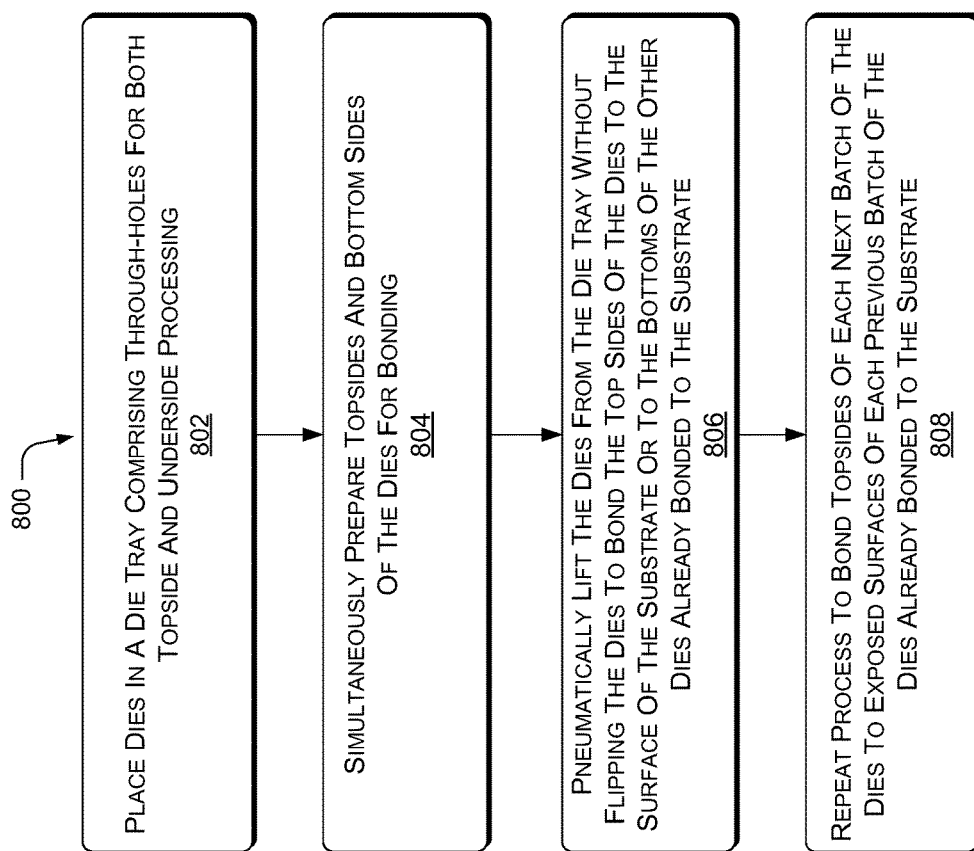 800
PLACE DIES IN A DIE TRAY COMPRISING THROUGH-HOLES FOR BOTH
TOPSIDE AND UNDERSIDE PROCESSING
802
SIMULTANEOUSLY PREPARE TOPSIDES AND BOTTOM SIDES
OF THE DIES FOR BONDING
804
PNEUMATICALLY LIFT THE DIES FROM THE DIE TRAY WITHOUT
FLIPPING THE DIES TO BOND THE TOP SIDES OF THE DIES TO THE
SURFACE OF THE SUBSTRATE OR TO THE BOTTOMS OF THE OTHER
DIES ALREADY BONDED TO THE SUBSTRATE
806
REPEAT PROCESS TO BOND TOPSIDES OF EACH NEXT BATCH OF THE
DIES TO EXPOSED SURFACES OF EACH PREVIOUS BATCH OF THE
DIES ALREADY BONDED TO THE SUBSTRATE
808